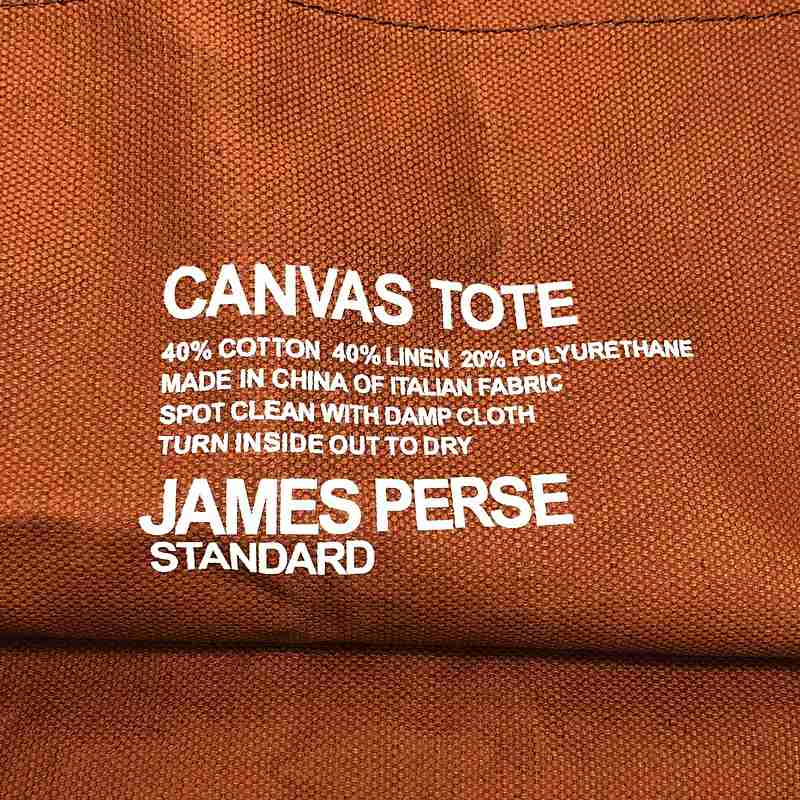 CANVAS TOTE
40% COTTON 40% LINEN 20% POLYURETHANE
MADE IN CHINA OF ITALIAN FABRIC
SPOT CLEAN WITH DAMP CLOTH
TURN INSIDE OUT TO DRY
JAMES PERSE
STANDARD